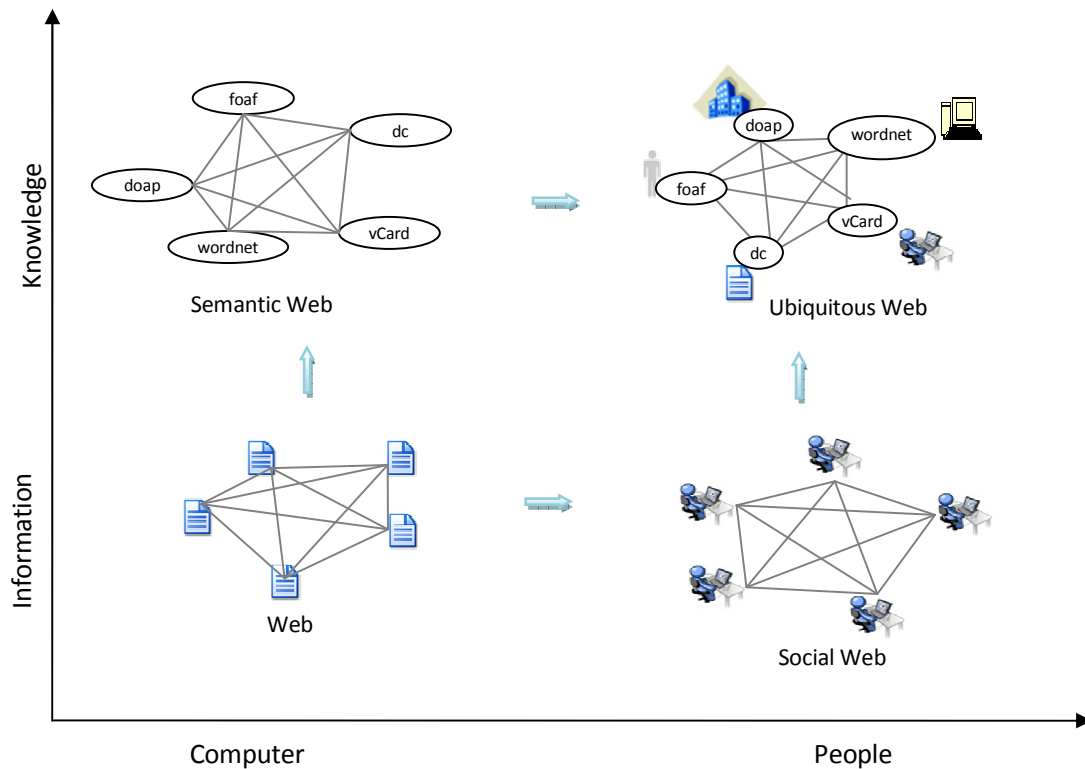 Knowledge
Information
foaf
dc
doap
wordnet
vCard
Semantic Web
doap
wordnet
foaf
vCard
dc
Ubiquitous Web
Web
Social Web
Computer
People